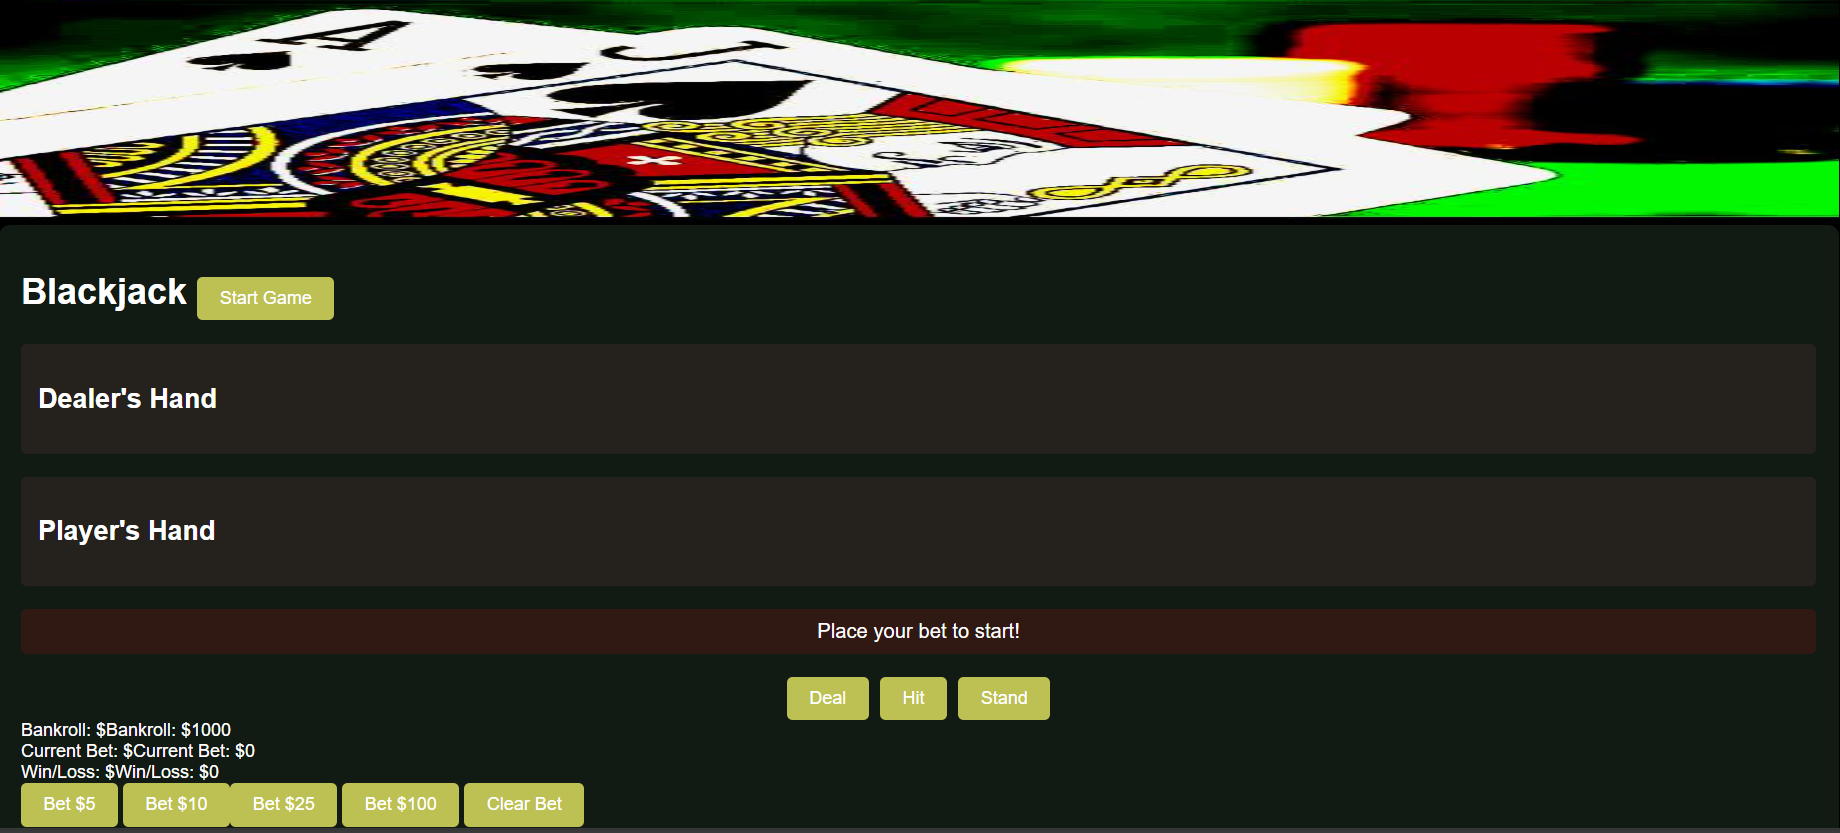 A J
Blackjack Start Game
Dealer's Hand
Player's Hand
Place your bet to start!
Deal Hit Stand
Bankroll: $Bankroll: $1000
Current Bet: $Current Bet: $0
Win/Loss: $Win/Loss: $0
Bet $5 Bet $10 Bet $25 Bet $100 Clear Bet